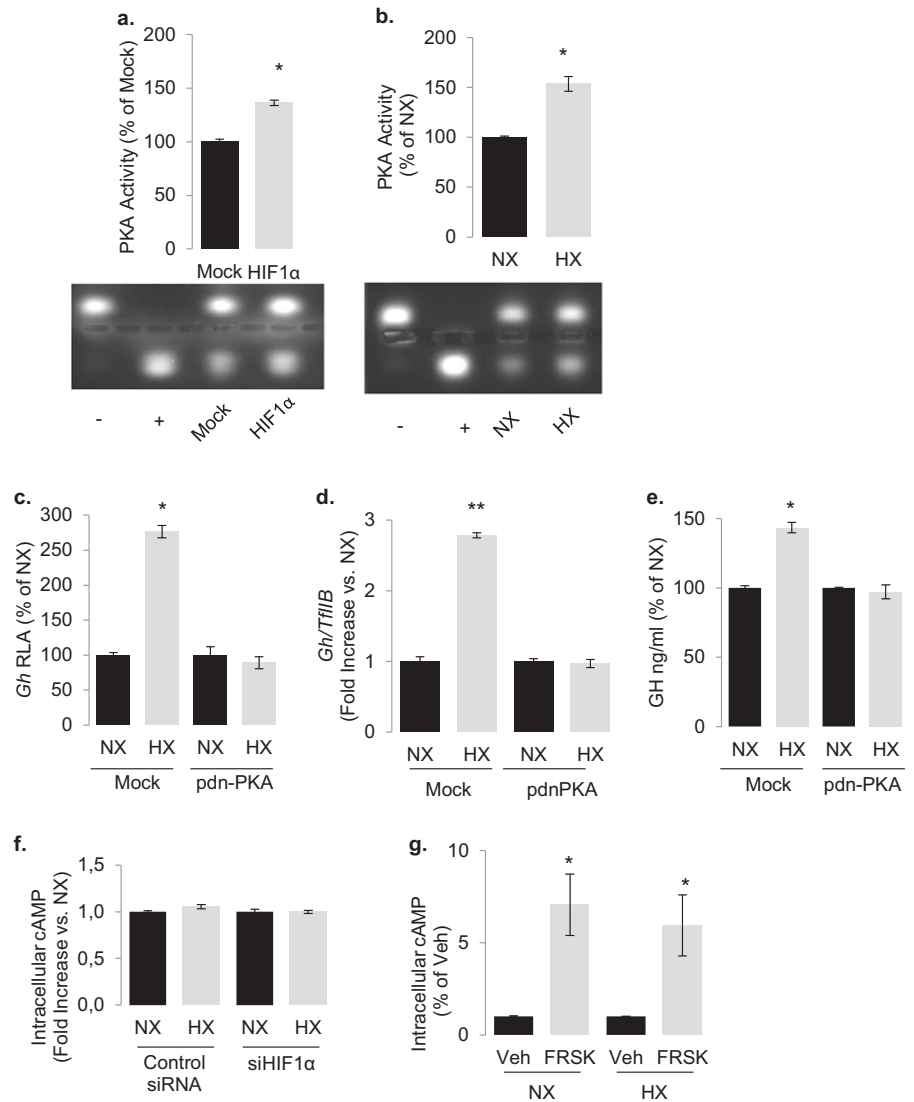 a.
PKA Activity (% of Mock)
200
150
100
50
0
*
Mock HIF1α
- + Mock HIF1α
b.
PKA Activity
(% of NX)
200
150
100
50
0
*
NX HX
- + NX HX
c.
Gh RLA (% of NX)
300
250
200
150
100
50
0
*
NX HX NX HX
Mock pdn-PKA
d.
Gh/TfIIB
(Fold Increase vs. NX)
3
2
1
0
**
NX HX NX HX
Mock pdnPKA
e.
GH ng/ml (% of NX)
150
100
50
0
*
NX HX NX HX
Mock pdn-PKA
f.
Intracellular cAMP
(Fold Increase vs. NX)
1,5
1,0
0,5
0,0
NX HX NX HX
Control
siRNA
siHIF1α
g.
Intracellular cAMP
(% of Veh)
10
5
0
*
*
Veh FRSK Veh FRSK
NX HX